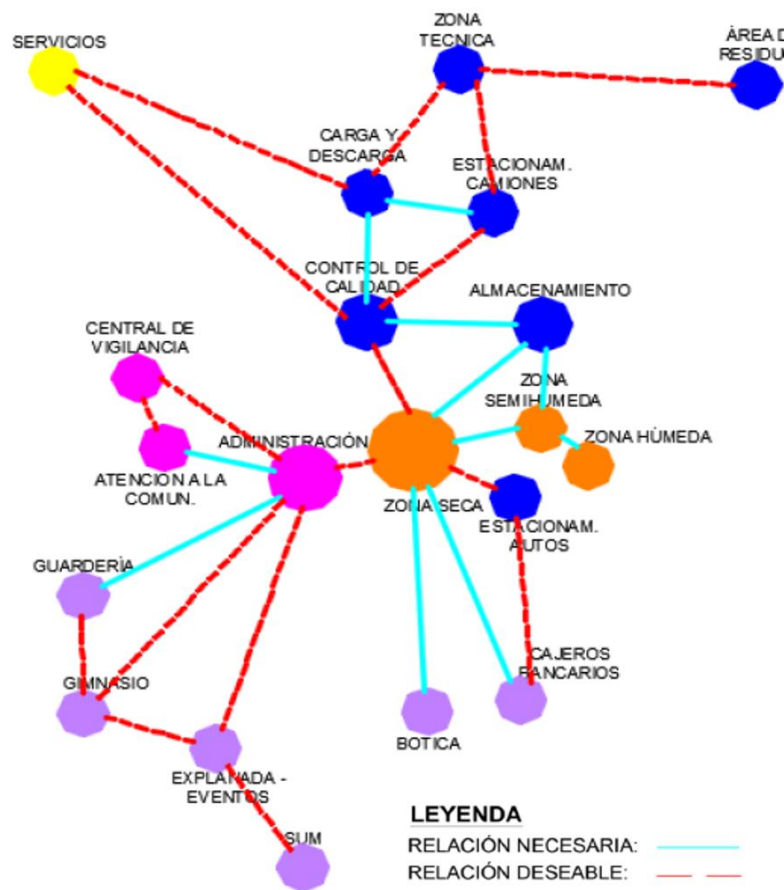 SERVICIOS
ZONA
TECNICA
ÁREA D
RESIDU
CARGA Y
DESCARGA
ESTACIONAM.
CAMIONES
CONTROL DE
CALIDAD
ALMACENAMIENTO
CENTRAL DE
VIGILANCIA
ZONA
SEMIHUMEDA
ADMINISTRACIÓN
ZONA HÙMEDA
ATENCION A LA
COMUN.
ZONA SECA
ESTACIONAM.
AUTOS
GUARDERÌA
GIMNASIO
CAJEROS
BANCARIOS
BOTICA
EXPLANADA -
EVENTOS
SUM
LEYENDA
RELACIÓN NECESARIA:
RELACIÓN DESEABLE: